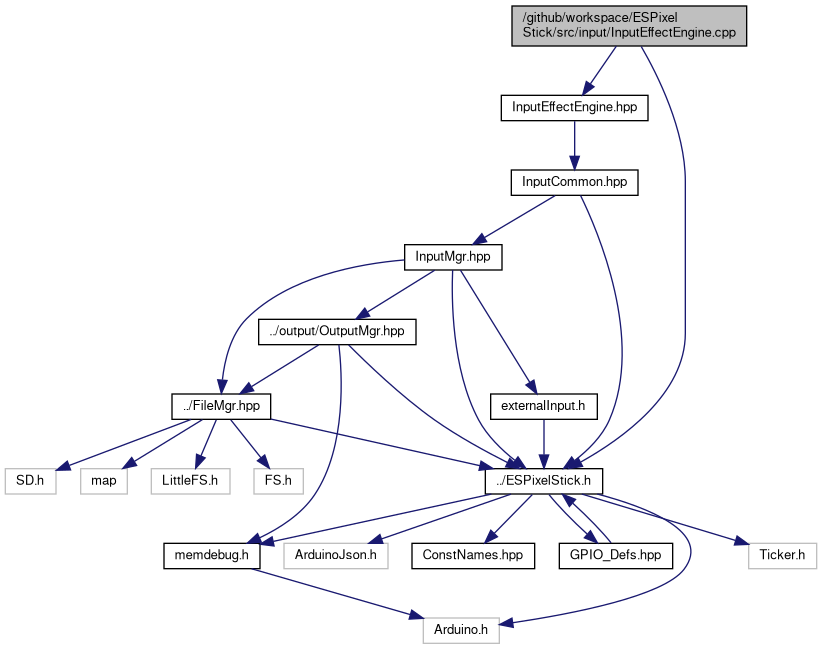 /github/workspace/ESPixel
Stick/src/input/InputEffectEngine.cpp
InputEffectEngine.hpp
InputCommon.hpp
InputMgr.hpp
../output/OutputMgr.hpp
../FileMgr.hpp
externalInput.h
SD.h
map
LittleFS.h
FS.h
../ESPixelStick.h
memdebug.h
ArduinoJson.h
ConstNames.hpp
GPIO_Defs.hpp
Ticker.h
Arduino.h